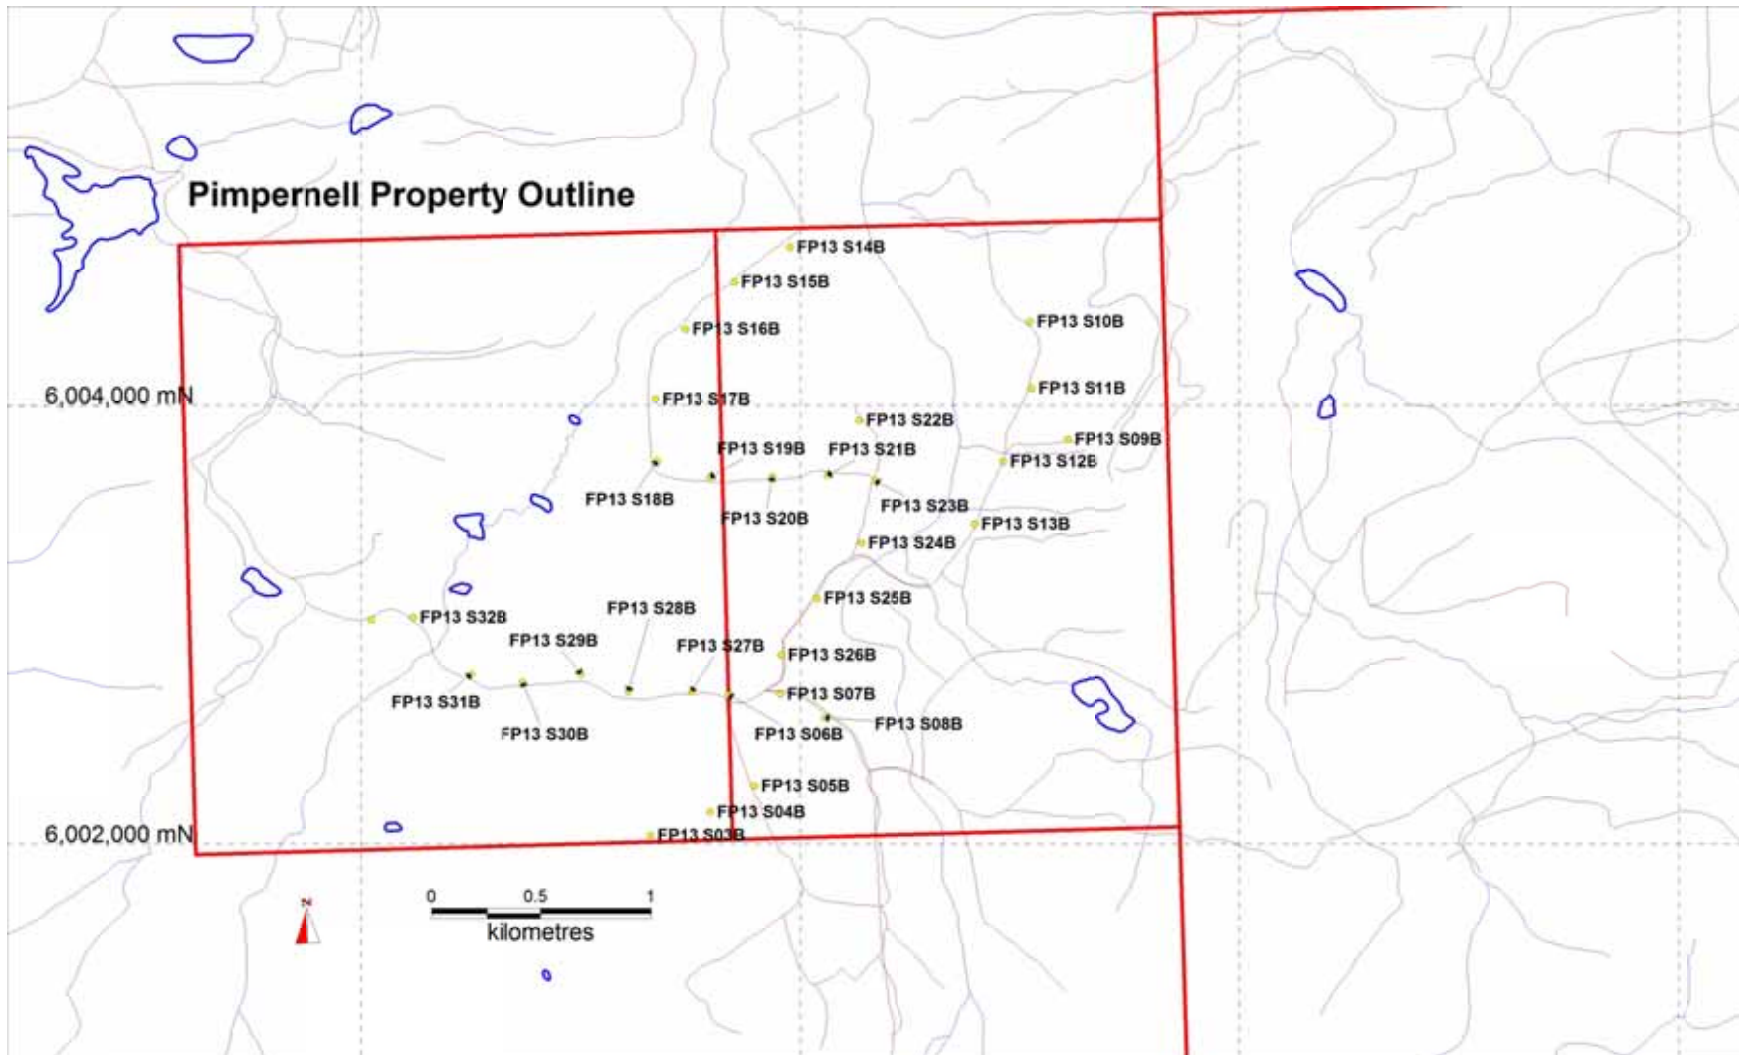 Pimpernell Property Outline
FP13 S14B
FP13 S15B
FP13 S16B
FP13 S10B
FP13 S11B
6,004,000 mN
FP13 S17B
FP13 S22B
FP13 S09B
FP13 S19B
FP13 S21B
FP13 S12B
FP13 S18B
FP13 S20B
FP13 S23B
FP13 S13B
FP13 S24B
FP13 S25B
FP13 S28B
FP13 S32B
FP13 S29B
FP13 S27B
FP13 S26B
FP13 S07B
FP13 S31B
FP13 S30B
FP13 S06B
FP13 S08B
FP13 S05B
FP13 S04B
6,002,000 mN
FP13 S03B
N
0 0.5 1
kilometres